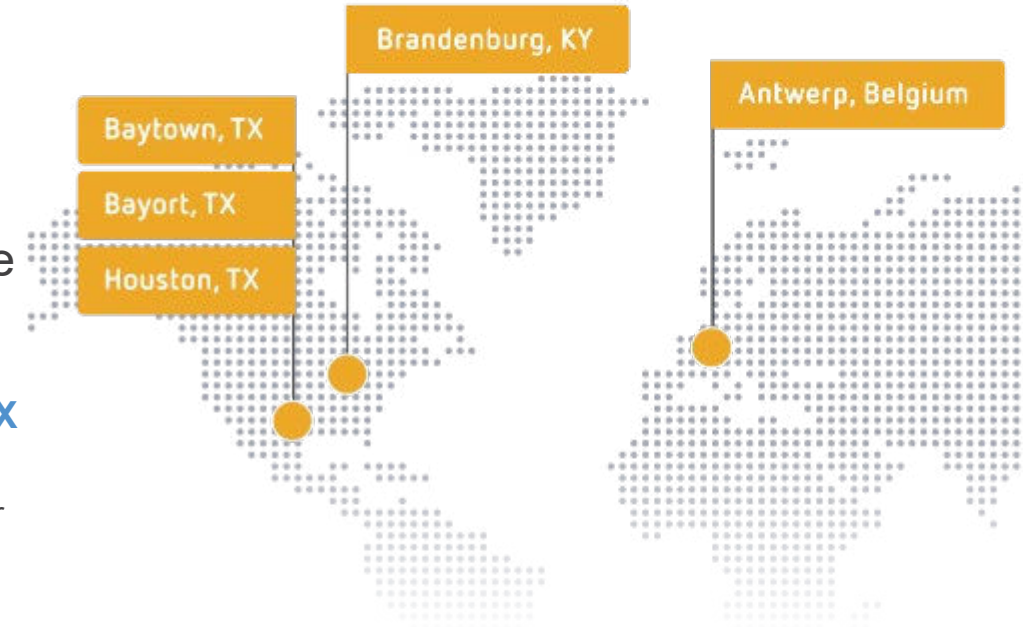 Brandenburg, KY
Antwerp, Belgium
Baytown, TX
Bayort, TX
e
Houston, TX
x